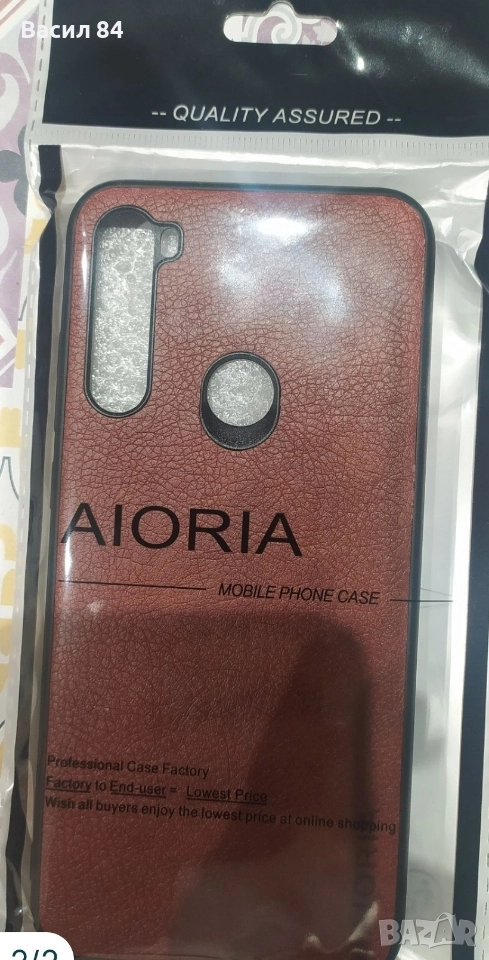 Васил 84
-- QUALITY ASSURED --
AIORIA
MOBILE PHONE CASE
Professional Case Factory
Factory to End-user = Lowest Price
Wish all buyers enjoy the lowest price at online shopping
BAZAR